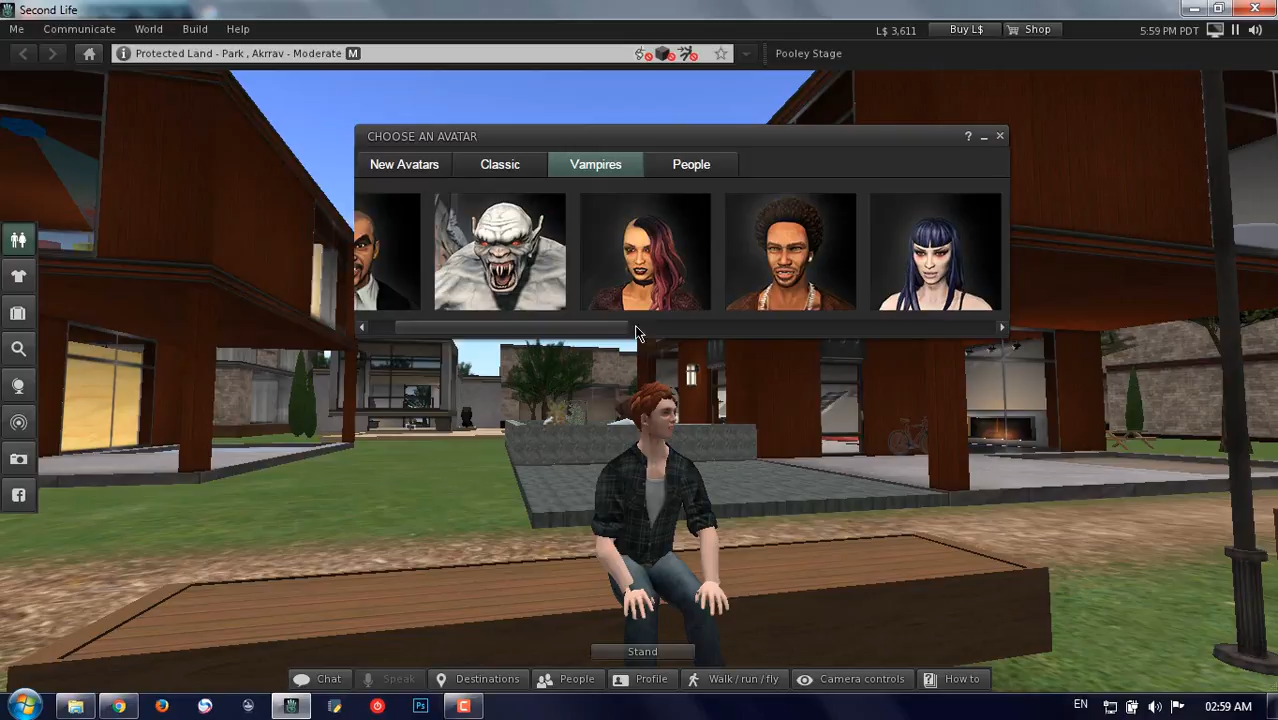 Second Life
Me Communicate World Build Help L$ 3,611 Buy L$ Shop 5:59 PM PDT
Protected Land - Park , Akrrav - Moderate M Pooley Stage
CHOOSE AN AVATAR ?
New Avatars Classic Vampires People
Stand
Chat Speak Destinations People Profile Walk / run / fly Camera controls How to
Ps EN 02:59 AM